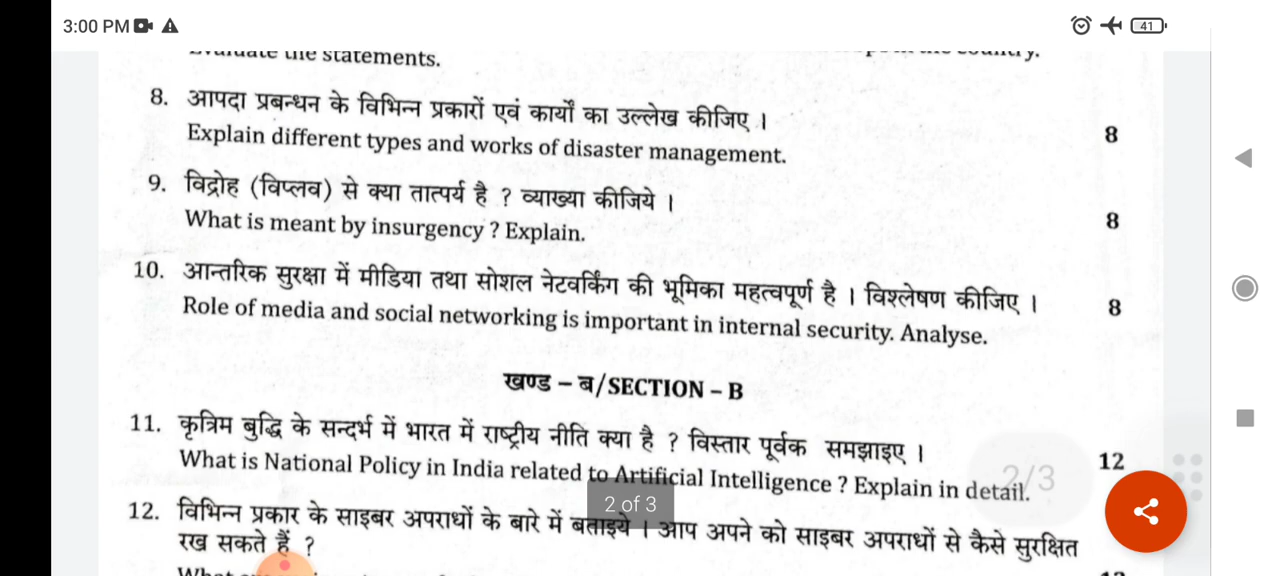 3:00 PM
41
Evaluate the statements.
8. आपदा प्रबन्धन के विभिन्न प्रकारों एवं कार्यों का उल्लेख कीजिए ।
Explain different types and works of disaster management.
8
9. विद्रोह (विप्लव) से क्या तात्पर्य है ? व्याख्या कीजिये ।
What is meant by insurgency ? Explain.
8
10. आन्तरिक सुरक्षा में मीडिया तथा सोशल नेटवर्किंग की भूमिका महत्वपूर्ण है । विश्लेषण कीजिए ।
Role of media and social networking is important in internal security. Analyse.
8
खण्ड – ब/SECTION – B
11. कृत्रिम बुद्धि के सन्दर्भ में भारत में राष्ट्रीय नीति क्या है ? विस्तार पूर्वक समझाइए ।
What is National Policy in India related to Artificial Intelligence ? Explain in detail.
12
2/3
2 of 3
12. विभिन्न प्रकार के साइबर अपराधों के बारे में बताइये । आप अपने को साइबर अपराधों से कैसे सुरक्षित
रख सकते हैं ?